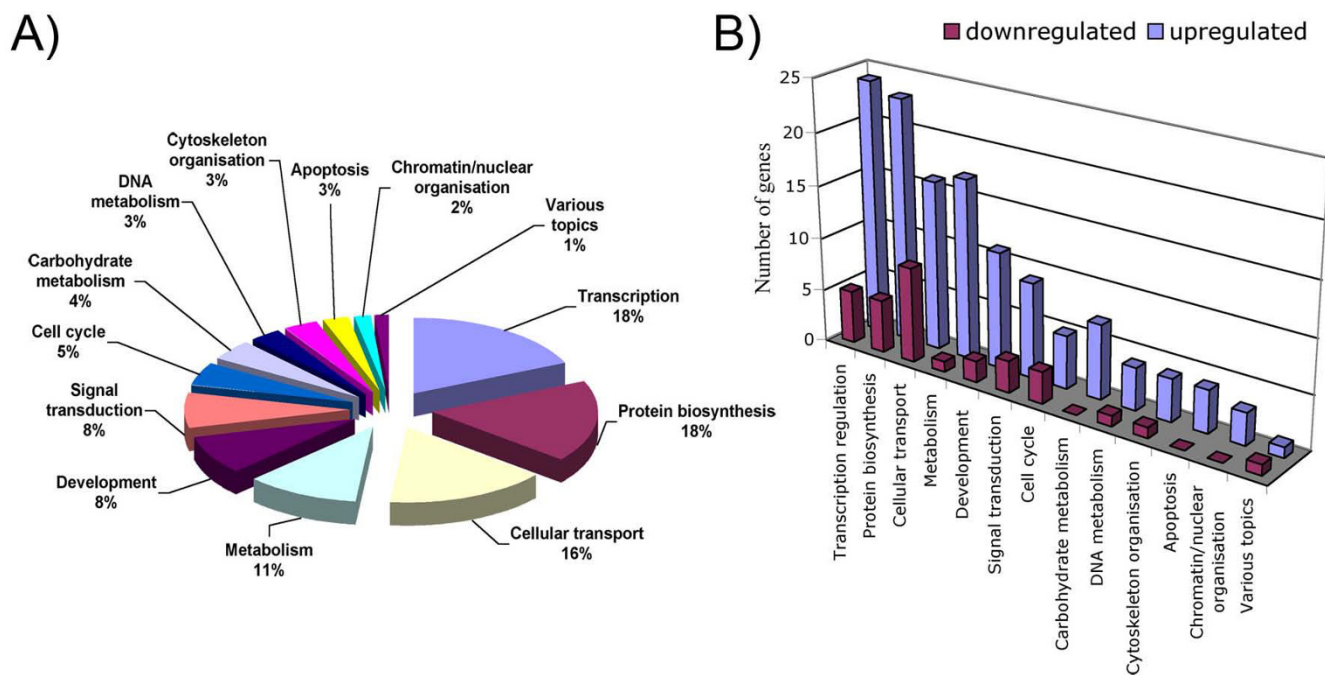 A)
Cytoskeleton
organisation
3%
Apoptosis
3%
Chromatin/nuclear
organisation
2%
DNA
metabolism
3%
Various
topics
1%
Carbohydrate
metabolism
4%
Transcription
18%
Cell cycle
5%
Signal
transduction
8%
Protein biosynthesis
18%
Development
8%
Metabolism
11%
Cellular transport
16%
B)
downregulated upregulated
Number of genes
25
20
15
10
5
0
Transcription regulation
Protein biosynthesis
Cellular transport
Metabolism
Development
Signal transduction
Cell cycle
Carbohydrate metabolism
DNA metabolism
Cytoskeleton organisation
Apoptosis
Chromatin/nuclear
organisation
Various topics